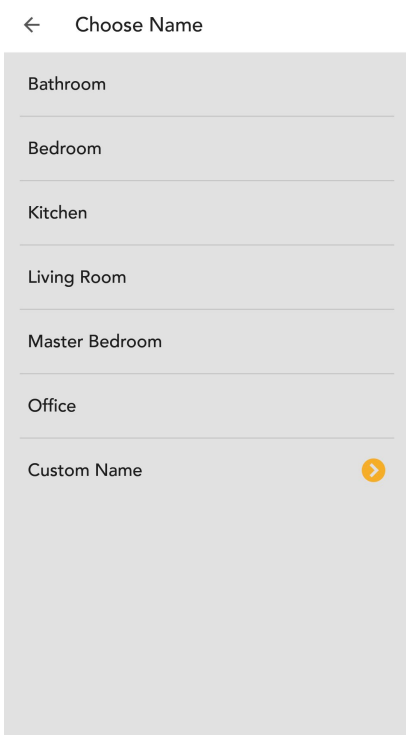 Choose Name
Bathroom
Bedroom
Kitchen
Living Room
Master Bedroom
Office
Custom Name